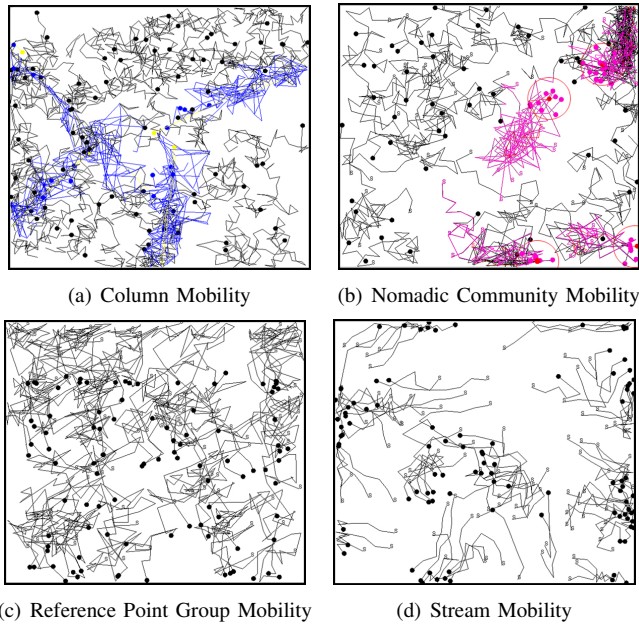 (a) Column Mobility
(b) Nomadic Community Mobility
(c) Reference Point Group Mobility
(d) Stream Mobility